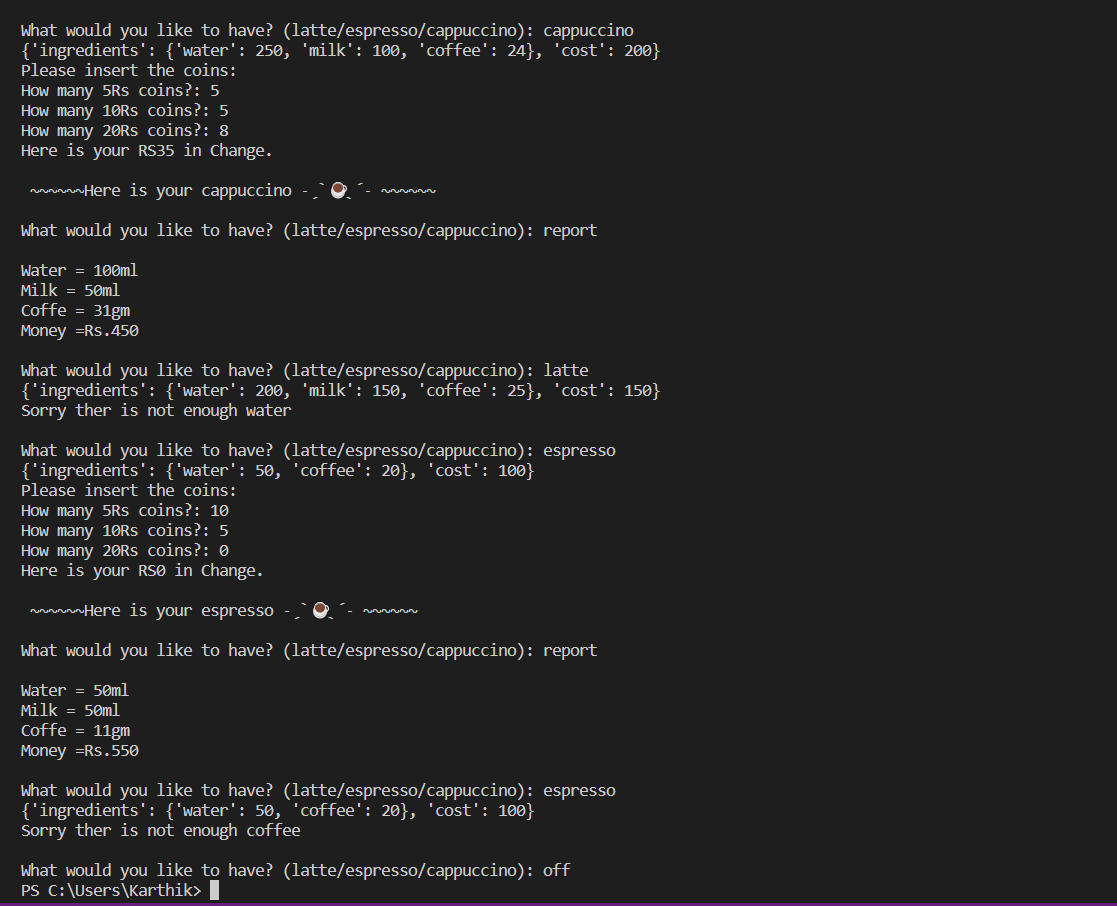 What would you like to have? (latte/espresso/cappuccino): cappuccino
{'ingredients': {'water': 250, 'milk': 100, 'coffee': 24}, 'cost': 200}
Please insert the coins:
How many 5Rs coins?: 5
How many 10Rs coins?: 5
How many 20Rs coins?: 8
Here is your RS35 in Change.
~~~~~~Here is your cappuccino -ˏˋ☕ˎˊ- ~~~~~~
What would you like to have? (latte/espresso/cappuccino): report
Water = 100ml
Milk = 50ml
Coffe = 31gm
Money =Rs.450
What would you like to have? (latte/espresso/cappuccino): latte
{'ingredients': {'water': 200, 'milk': 150, 'coffee': 25}, 'cost': 150}
Sorry ther is not enough water
What would you like to have? (latte/espresso/cappuccino): espresso
{'ingredients': {'water': 50, 'coffee': 20}, 'cost': 100}
Please insert the coins:
How many 5Rs coins?: 10
How many 10Rs coins?: 5
How many 20Rs coins?: 0
Here is your RS0 in Change.
~~~~~~Here is your espresso -ˏˋ☕ˎˊ- ~~~~~~
What would you like to have? (latte/espresso/cappuccino): report
Water = 50ml
Milk = 50ml
Coffe = 11gm
Money =Rs.550
What would you like to have? (latte/espresso/cappuccino): espresso
{'ingredients': {'water': 50, 'coffee': 20}, 'cost': 100}
Sorry ther is not enough coffee
What would you like to have? (latte/espresso/cappuccino): off
PS C:\Users\Karthik>